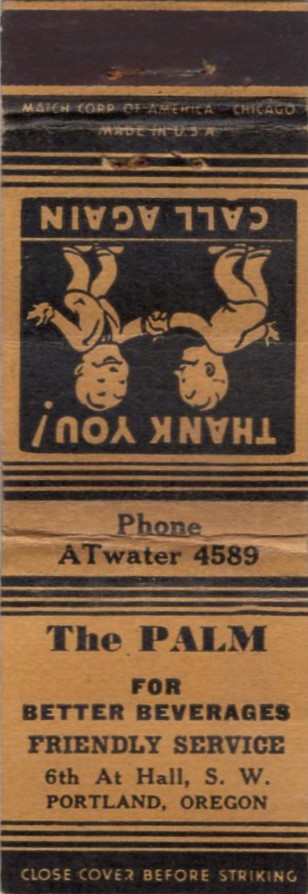 MATCH CORP. OF AMERICA CHICAGO
MADE IN U.S.A.
THANK YOU!
CALL AGAIN
Phone
ATwater 4589
The PALM
FOR
BETTER BEVERAGES
FRIENDLY SERVICE
6th At Hall, S. W.
PORTLAND, OREGON
CLOSE COVER BEFORE STRIKING